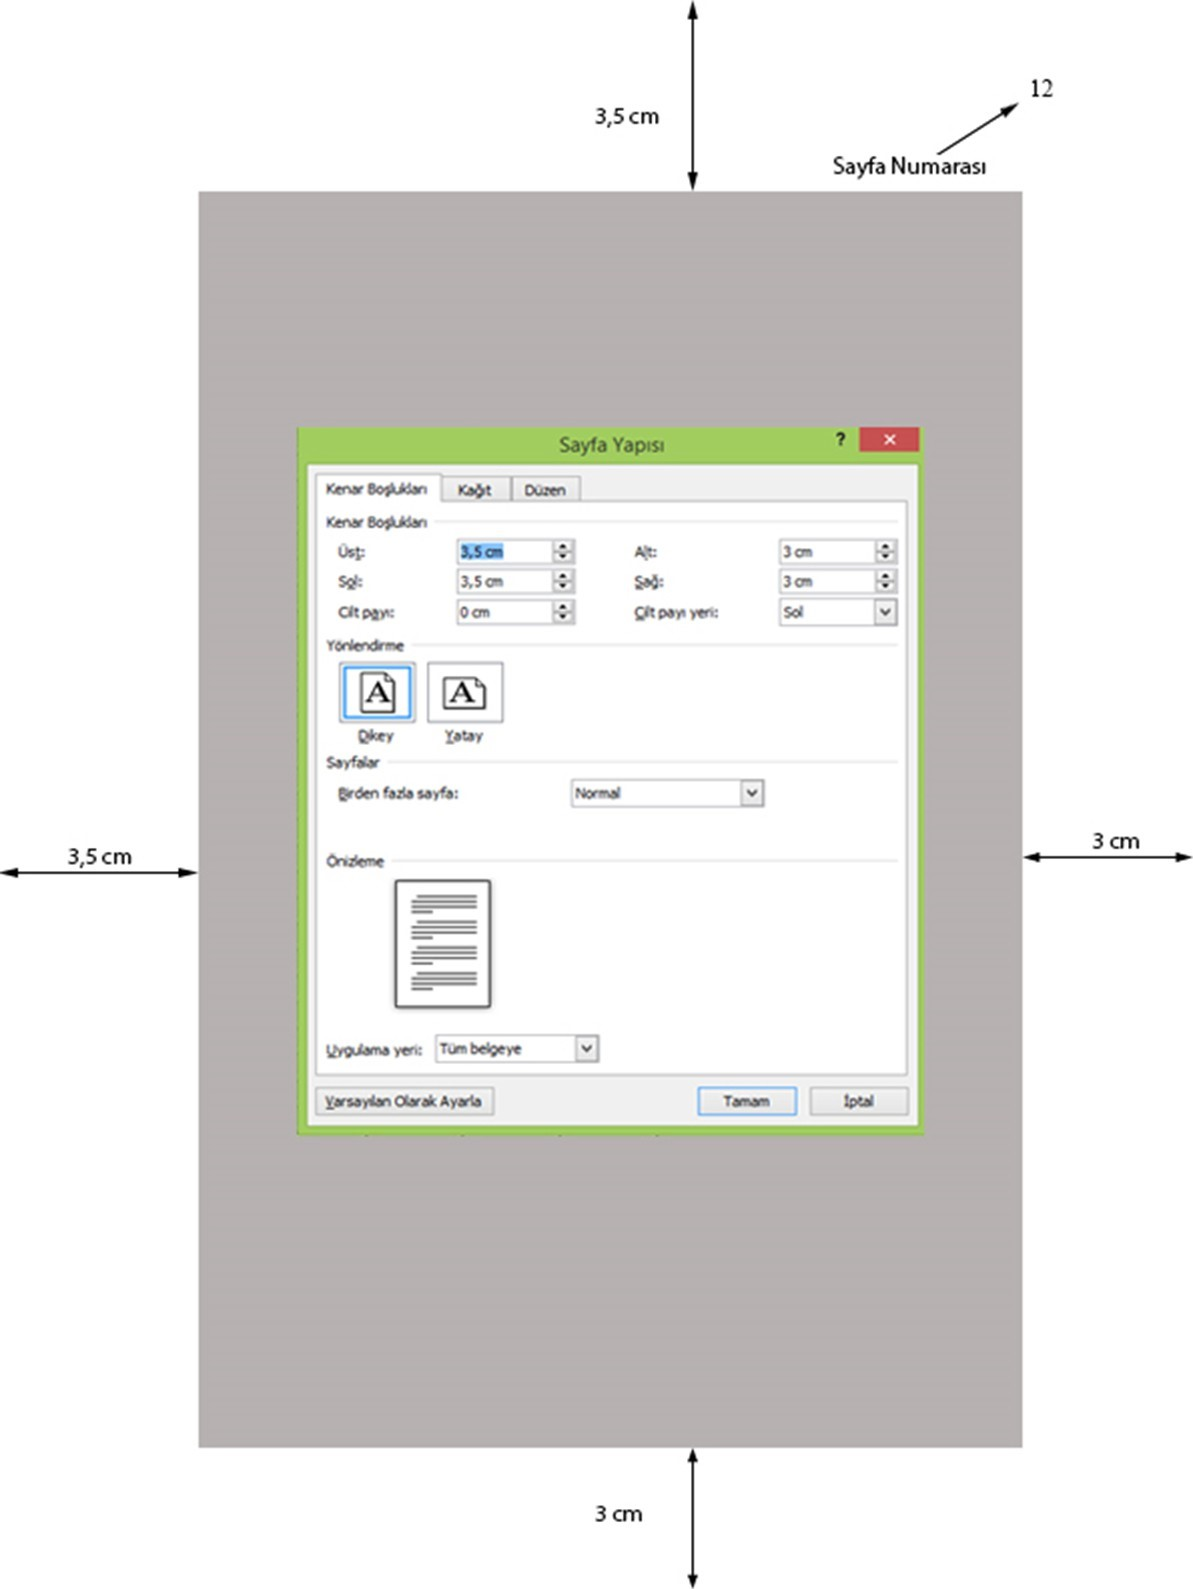 12
3,5 cm
Sayfa Numarası
Sayfa Yapısı ?
Kenar Boşlukları Kağıt Düzen
Kenar Boşlukları
Üst: 3,5 cm Alt: 3 cm
Sol: 3,5 cm Sağ: 3 cm
Cilt payı: 0 cm Cilt payı yeri: Sol
Yönlendirme
A A
Dikey Yatay
Sayfalar
Birden fazla sayfa: Normal
3,5 cm
3 cm
Önizleme
Uygulama yeri: Tüm belgeye
Varsayılan Olarak Ayarla Tamam İptal
3 cm